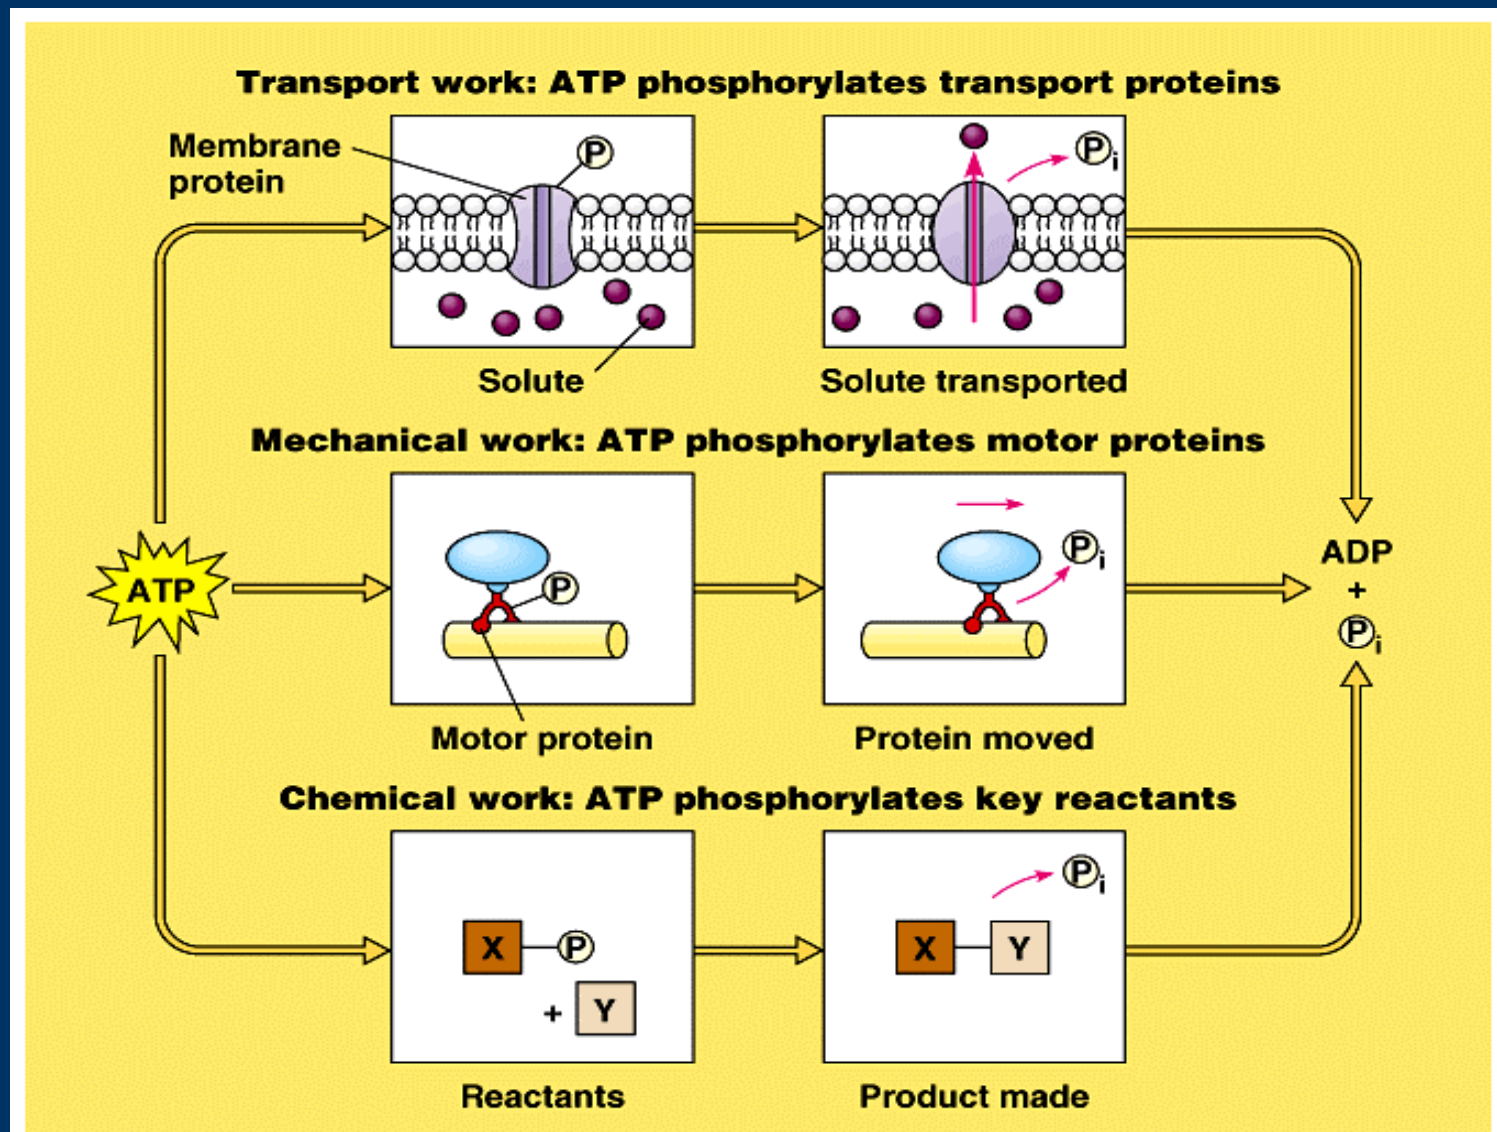 Transport work: ATP phosphorylates transport proteins
Membrane
protein
P
Pi
Solute
Solute transported
Mechanical work: ATP phosphorylates motor proteins
P
Pi
ATP
ADP
+
Pi
Motor protein
Protein moved
Chemical work: ATP phosphorylates key reactants
Pi
X P
+ Y
X Y
Reactants
Product made